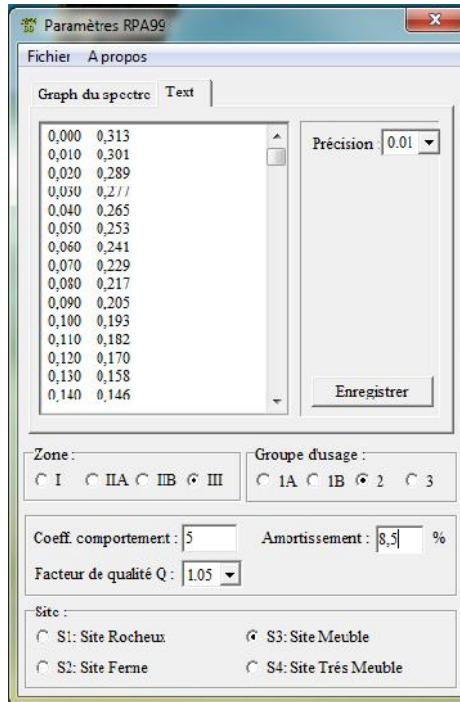 Paramètres RPA99
Fichier A propos
Graph du spectre Text
0,000 0,313
0,010 0,301
0,020 0,289
0,030 0,277
0,040 0,265
0,050 0,253
0,060 0,241
0,070 0,229
0,080 0,217
0,090 0,205
0,100 0,193
0,110 0,182
0,120 0,170
0,130 0,158
0,140 0,146
Précision : 0.01
Enregistrer
Zone :
I IIA IIB III
Groupe d'usage :
1A 1B 2 3
Coeff. comportement : 5 Amortissement : 8,5 %
Facteur de qualité Q : 1.05
Site :
S1: Site Rocheux S3: Site Meuble
S2: Site Ferme S4: Site Trés Meuble